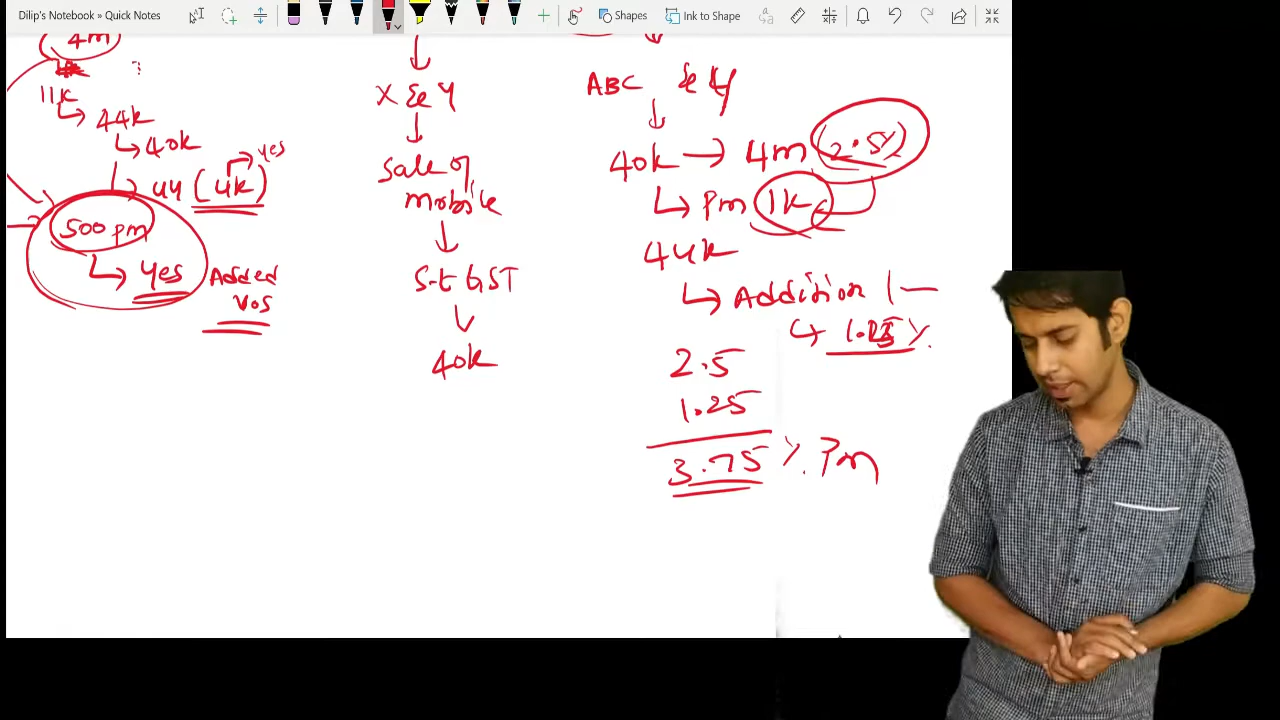 Dilip's Notebook » Quick Notes
Shapes
Ink to Shape
4m
11k
44k
40k
44 (4k)
yes
500 pm
Yes
Added
VOS
X & Y
Sale of
mobile
S-t GST
40k
ABC & Y
40k → 4m (2.5%)
Pm 1k
44k
Addition 1 —
1.25 %.
2.5
1.25
3.75 %. Pm